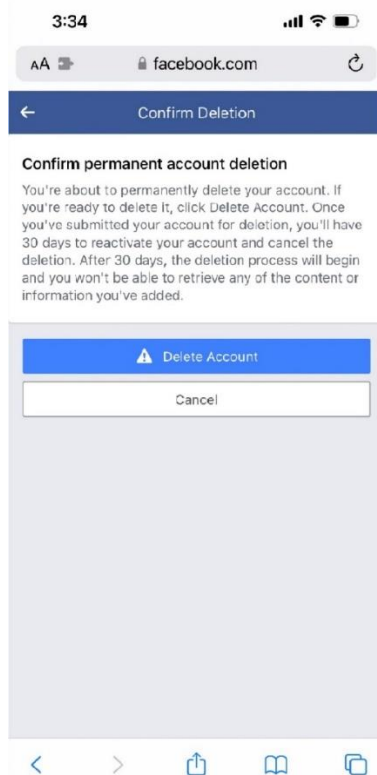 3:34
AA facebook.com
Confirm Deletion
Confirm permanent account deletion
You're about to permanently delete your account. If
you're ready to delete it, click Delete Account. Once
you've submitted your account for deletion, you'll have
30 days to reactivate your account and cancel the
deletion. After 30 days, the deletion process will begin
and you won't be able to retrieve any of the content or
information you've added.
Delete Account
Cancel